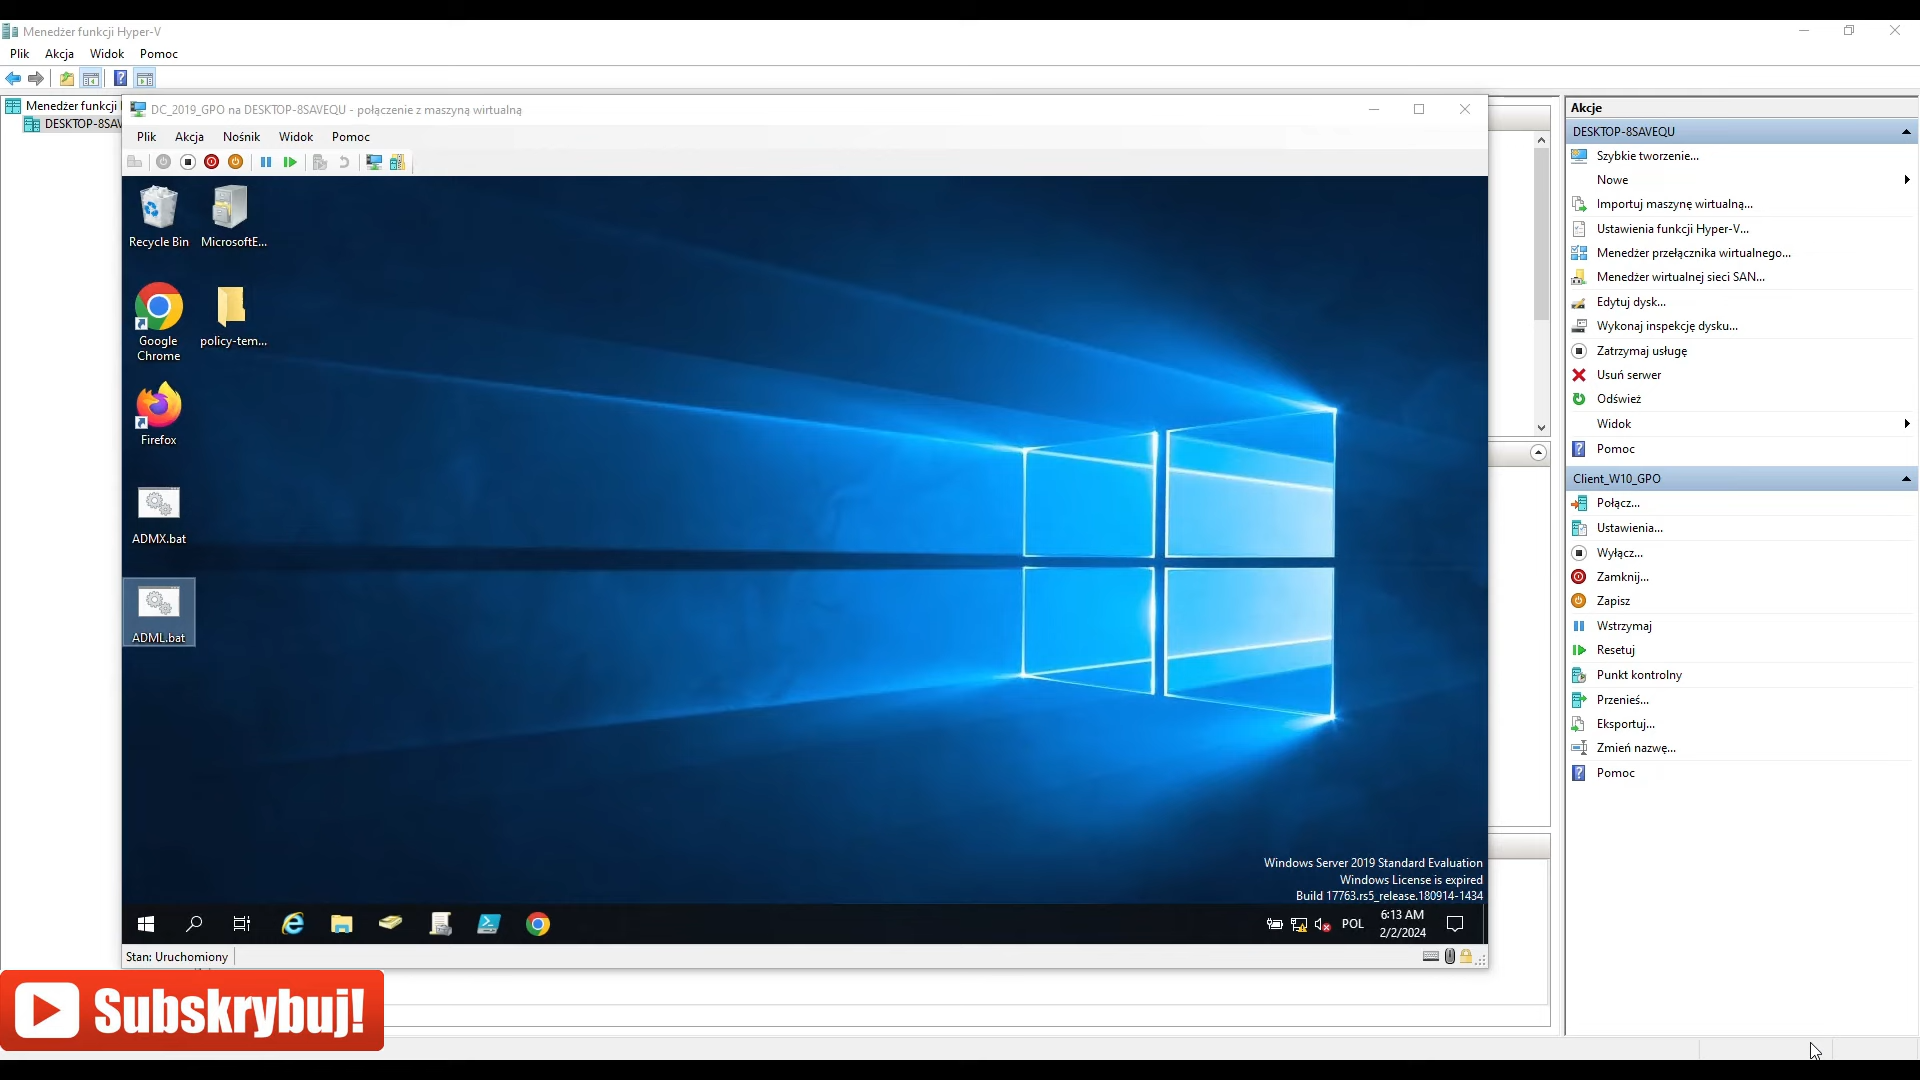 Menedżer funkcji Hyper-V
Plik Akcja Widok Pomoc
Menedżer funkcji
DESKTOP-8SAV
DC_2019_GPO na DESKTOP-8SAVEQU - połączenie z maszyną wirtualną
Plik Akcja Nośnik Widok Pomoc
Recycle Bin
MicrosoftE...
Google
Chrome
policy-tem...
Firefox
ADMX.bat
ADML.bat
Windows Server 2019 Standard Evaluation
Windows License is expired
Build 17763.rs5_release.180914-1434
POL
6:13 AM
2/2/2024
Stan: Uruchomiony
Subskrybuj!
Akcje
DESKTOP-8SAVEQU
Szybkie tworzenie...
Nowe
Importuj maszynę wirtualną...
Ustawienia funkcji Hyper-V...
Menedżer przełącznika wirtualnego...
Menedżer wirtualnej sieci SAN...
Edytuj dysk...
Wykonaj inspekcję dysku...
Zatrzymaj usługę
Usuń serwer
Odśwież
Widok
Pomoc
Client_W10_GPO
Połącz...
Ustawienia...
Wyłącz...
Zamknij...
Zapisz
Wstrzymaj
Resetuj
Punkt kontrolny
Przenieś...
Eksportuj...
Zmień nazwę...
Pomoc